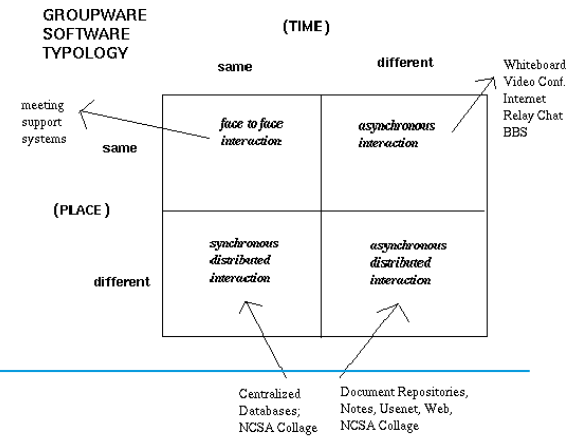 GROUPWARE
SOFTWARE
TYPOLOGY
(TIME)
same
different
Whiteboard
Video Conf.
Internet
Relay Chat
BBS
meeting
support
systems
same
face to face
interaction
asynchronous
interaction
(PLACE)
different
synchronous
distributed
interaction
asynchronous
distributed
interaction
Centralized
Databases;
NCSA Collage
Document Repositories,
Notes, Usenet, Web,
NCSA Collage